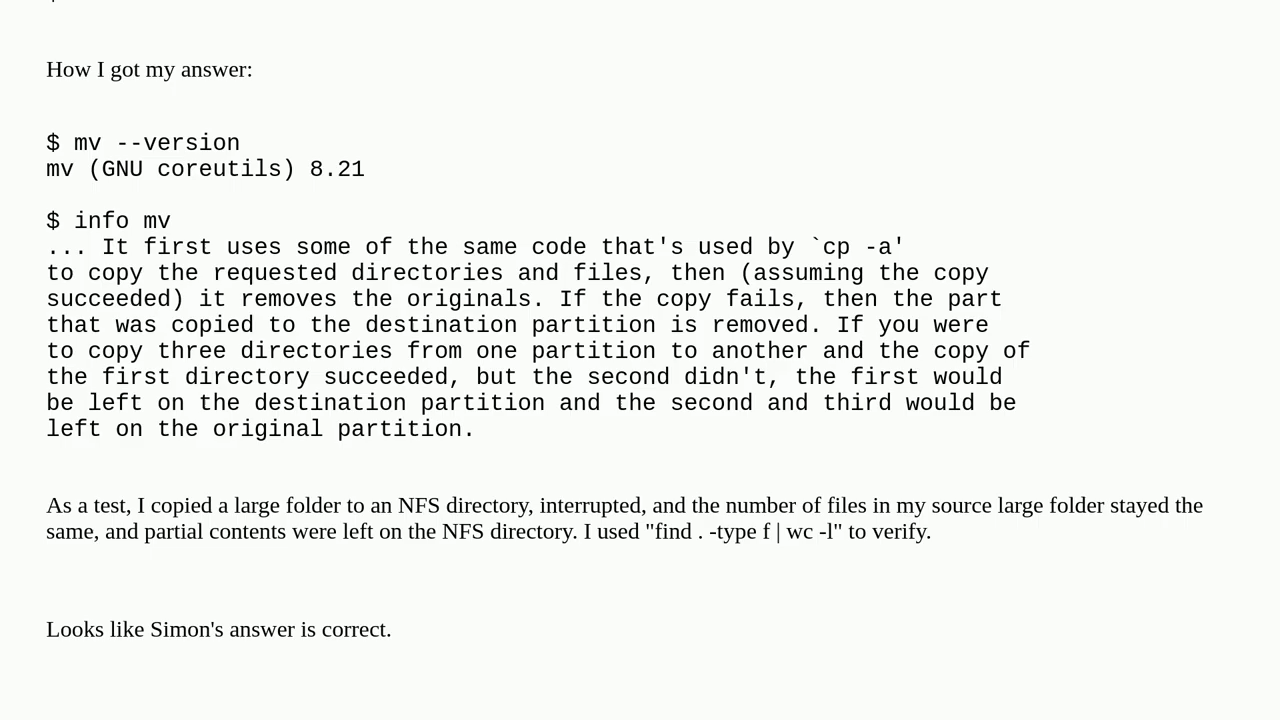 How I got my answer:
$ mv --version
mv (GNU coreutils) 8.21
$ info mv
... It first uses some of the same code that's used by `cp -a'
to copy the requested directories and files, then (assuming the copy
succeeded) it removes the originals. If the copy fails, then the part
that was copied to the destination partition is removed. If you were
to copy three directories from one partition to another and the copy of
the first directory succeeded, but the second didn't, the first would
be left on the destination partition and the second and third would be
left on the original partition.
As a test, I copied a large folder to an NFS directory, interrupted, and the number of files in my source large folder stayed the
same, and partial contents were left on the NFS directory. I used "find . -type f | wc -l" to verify.
Looks like Simon's answer is correct.